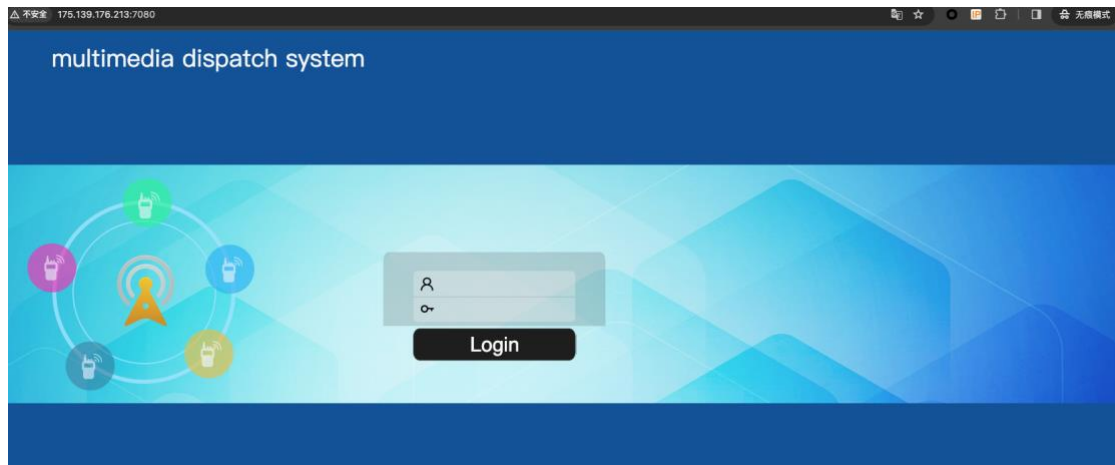 不安全 175.139.176.213:7080
无痕模式
multimedia dispatch system
Login